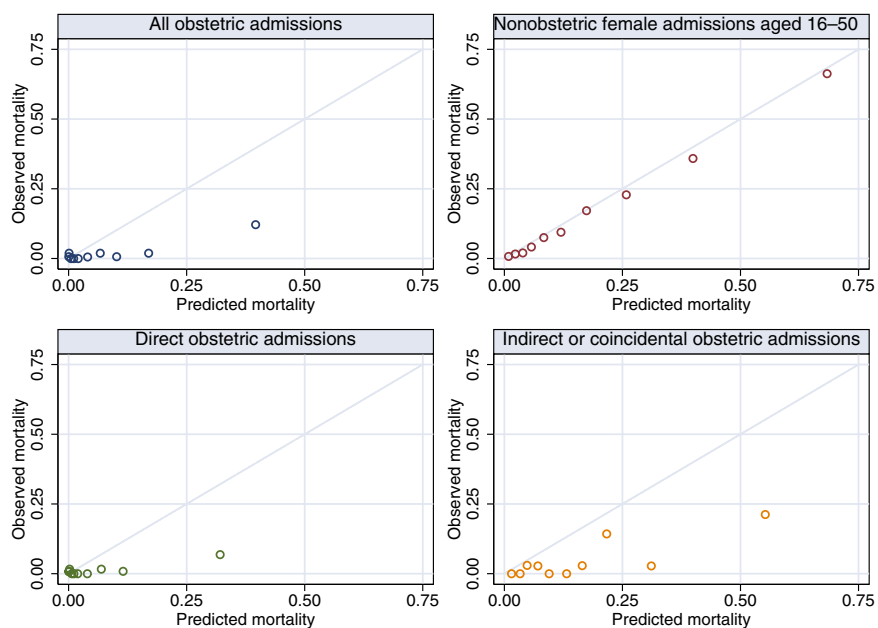 All obstetric admissions
Observed mortality
0.75
0.50
0.25
0.00
0.00 0.25 0.50 0.75
Predicted mortality
Nonobstetric female admissions aged 16–50
Observed mortality
0.75
0.50
0.25
0.00
0.00 0.25 0.50 0.75
Predicted mortality
Direct obstetric admissions
Observed mortality
0.75
0.50
0.25
0.00
0.00 0.25 0.50 0.75
Predicted mortality
Indirect or coincidental obstetric admissions
Observed mortality
0.75
0.50
0.25
0.00
0.00 0.25 0.50 0.75
Predicted mortality